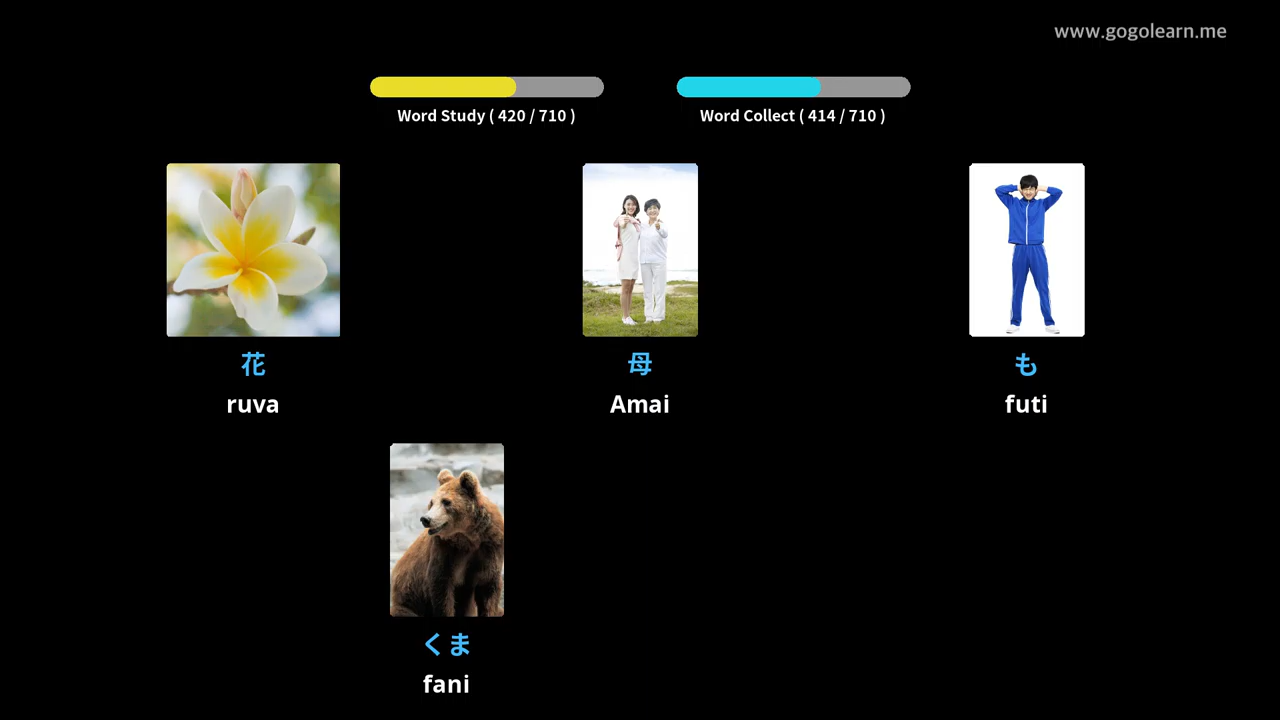 www.gogolearn.me
Word Study ( 420 / 710 )
Word Collect ( 414 / 710 )
花
ruva
母
Amai
も
futi
くま
fani